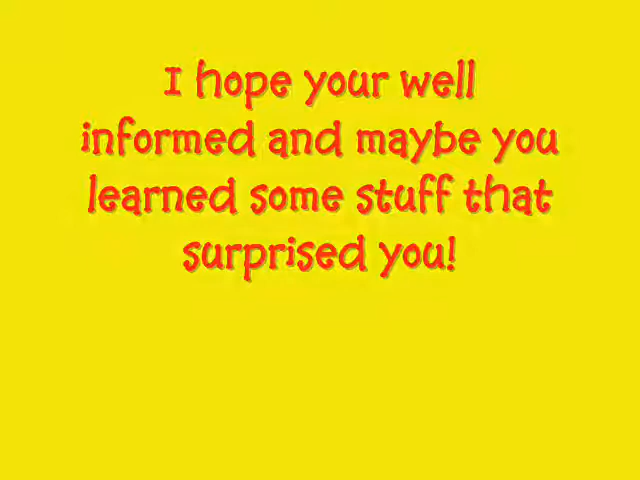 I hope your well
informed and maybe you
learned some stuff that
surprised you!